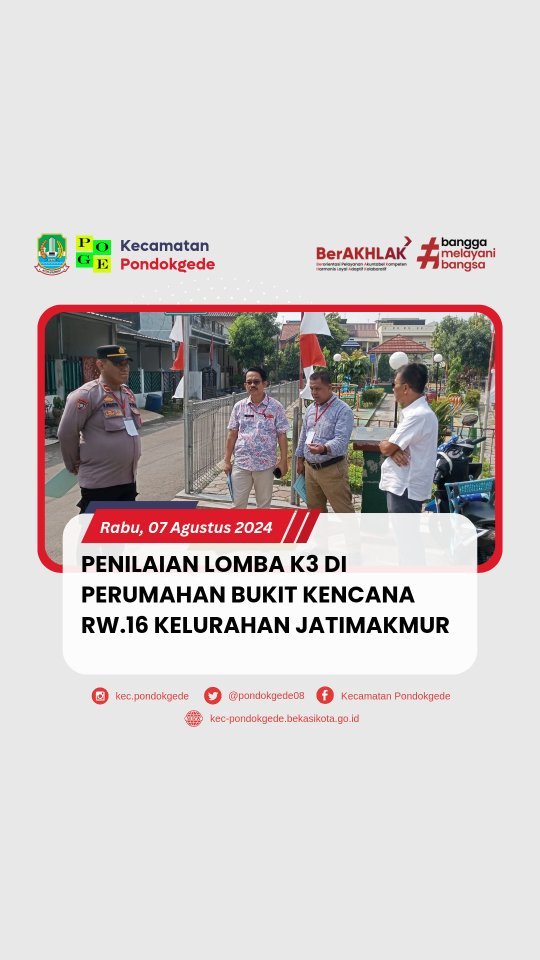 POGE
Kecamatan
Pondokgede
BerAKHLAK
Berorientasi Pelayanan Akuntabel Kompeten
Harmonis Loyal Adaptif Kolaboratif
#bangga
melayani
bangsa
Rabu, 07 Agustus 2024
PENILAIAN LOMBA K3 DI
PERUMAHAN BUKIT KENCANA
RW.16 KELURAHAN JATIMAKMUR
kec.pondokgede
@pondokgede08
Kecamatan Pondokgede
kec-pondokgede.bekasikota.go.id